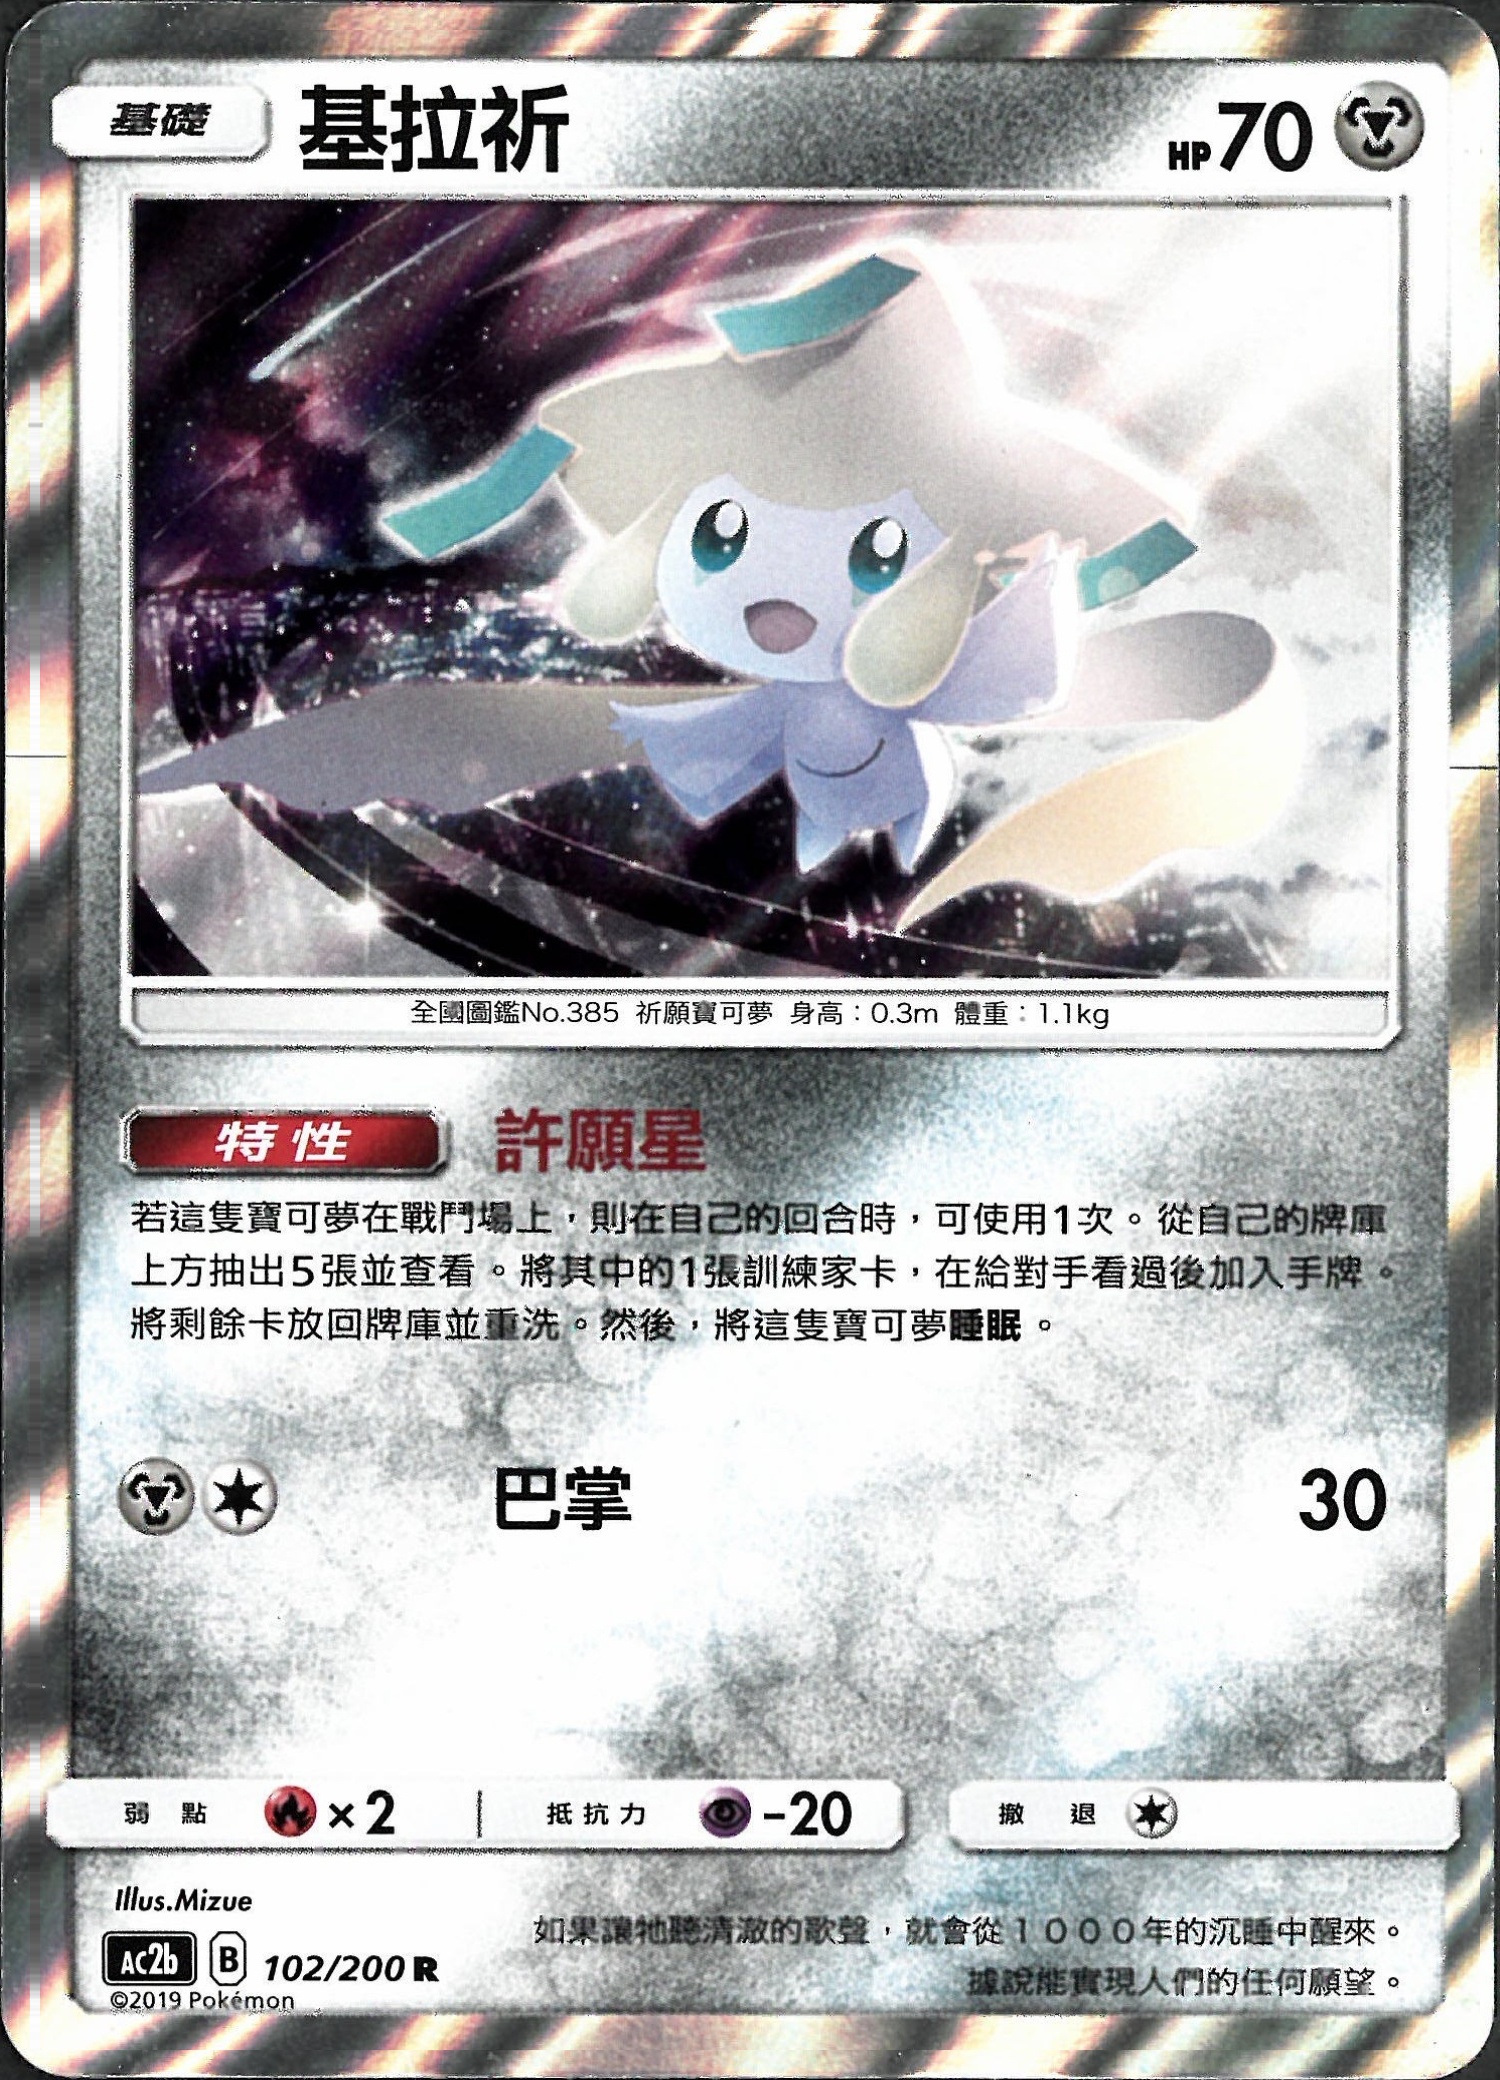 基礎 基拉祈 HP70
全國圖鑑No.385 祈願寶可夢 身高：0.3m 體重：1.1kg
特性 許願星
若這隻寶可夢在戰鬥場上，則在自己的回合時，可使用1次。從自己的牌庫
上方抽出5張並查看。將其中的1張訓練家卡，在給對手看過後加入手牌。
將剩餘卡放回牌庫並重洗。然後，將這隻寶可夢睡眠。
巴掌 30
弱點 ×2 抵抗力 -20 撤退
Illus.Mizue
如果讓牠聽清澈的歌聲，就會從1000年的沉睡中醒來。
據說能實現人們的任何願望。
AC2b B 102/200 R
©2019 Pokémon